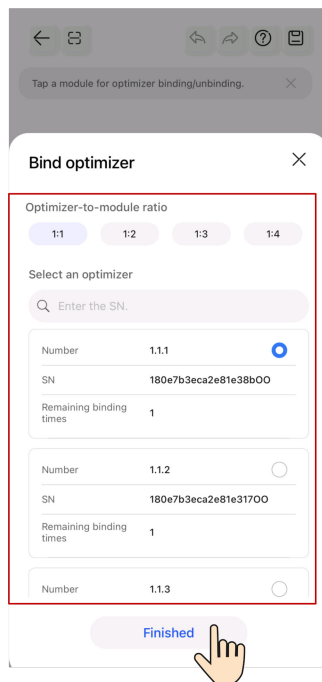 Tap a module for optimizer binding/unbinding.
Bind optimizer
Optimizer-to-module ratio
1:1 1:2 1:3 1:4
Select an optimizer
Enter the SN.
Number 1.1.1
SN 180e7b3eca2e81e38bOO
Remaining binding
times 1
Number 1.1.2
SN 180e7b3eca2e81e317OO
Remaining binding
times 1
Number 1.1.3
Finished